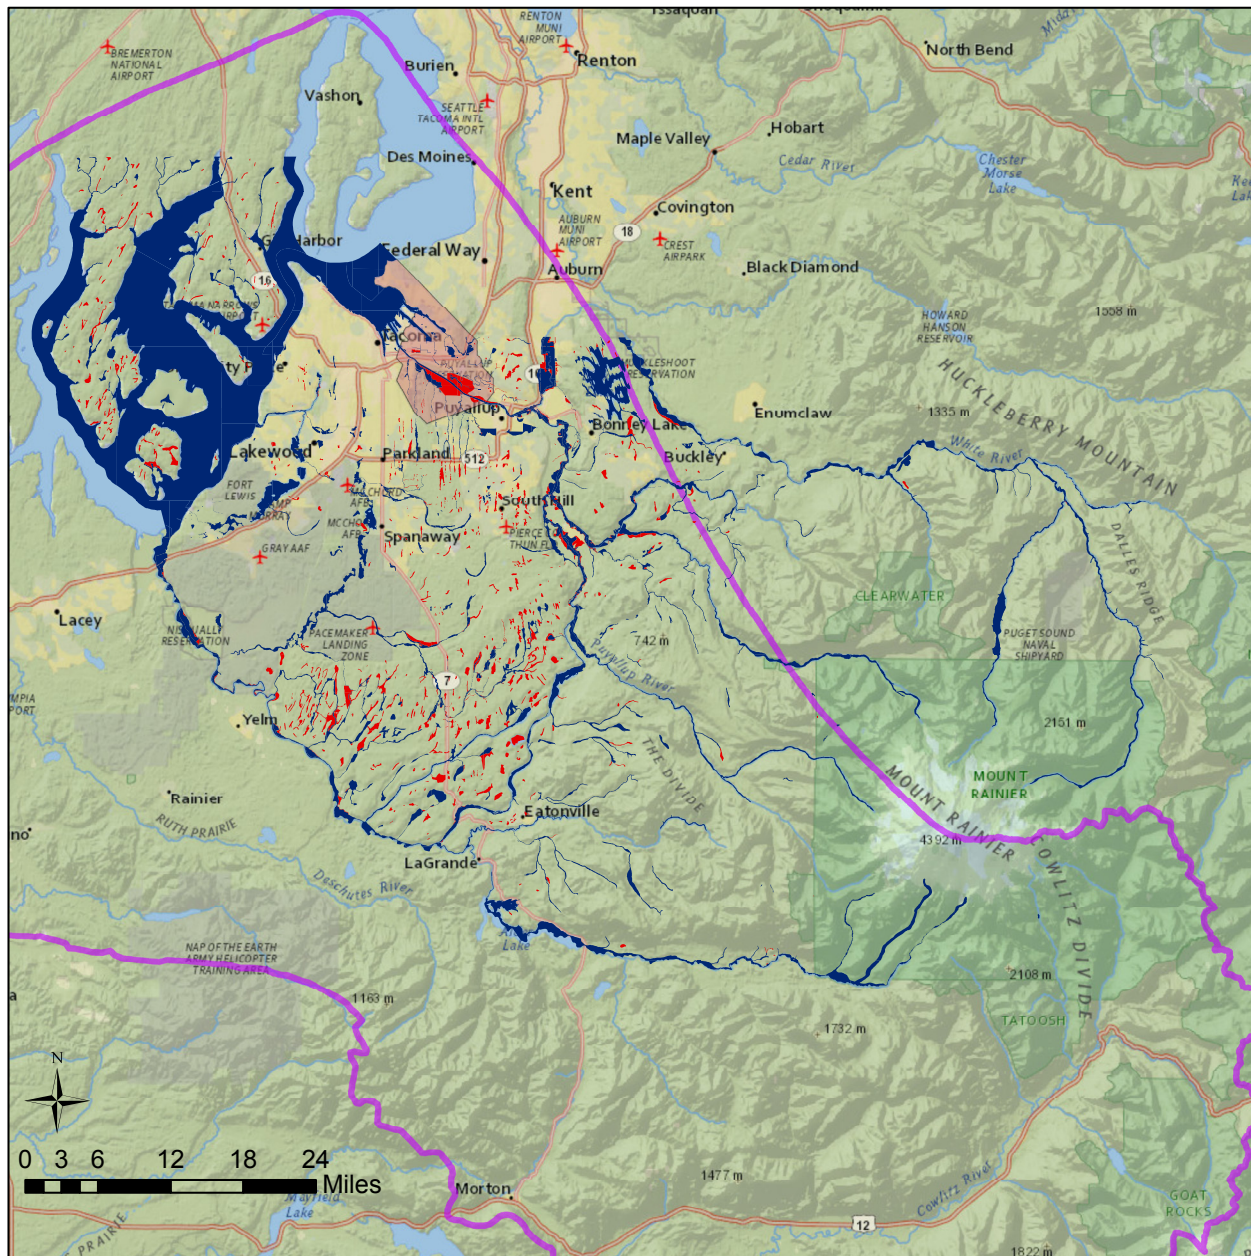 Issaquah
RENTON
MUNI
AIRPORT
BREMERTON
NATIONAL
AIRPORT
North Bend
Renton
Burien
Vashon
SEATTLE
TACOMA INTL
AIRPORT
Hobart
Maple Valley
Cedar River
Chester
Morse
Lake
Des Moines
Kent
Covington
AUBURN
MUNI
AIRPORT
18
CREST
AIRPARK
Harbor
Federal Way
Auburn
Black Diamond
16
1558 m
HOWARD
HANSON
RESERVOIR
Tacoma
HUCKLEBERRY MOUNTAIN
Puyallup
Enumclaw
1335 m
Bonney Lake
White River
Lakewood
Parkland
512
Buckley
FORT
LEWIS
South Hill
GRAY AAF
Spanaway
DALLES RIDGE
CLEARWATER
Lacey
NISQUALLY
RESERVATION
PACEMAKER
LANDING
ZONE
742 m
PUGET SOUND
NAVAL
SHIPYARD
Puyallup River
7
Yelm
2151 m
THE DIVIDE
MOUNT
RAINIER
MOUNT RAINIER
Rainier
RUTH PRAIRIE
Eatonville
4392 m
COWLITZ DIVIDE
LaGrande
Deschutes River
Lake
NAP OF THE EARTH
ARMY HELICOPTER
TRAINING AREA
2108 m
1163 m
TATOOSH
1732 m
N
0 3 6 12 18 24
Miles
1477 m
Morton
Mayfield
Lake
Cowlitz River
GOAT
ROCKS
12
PRAIRIE
1822 m